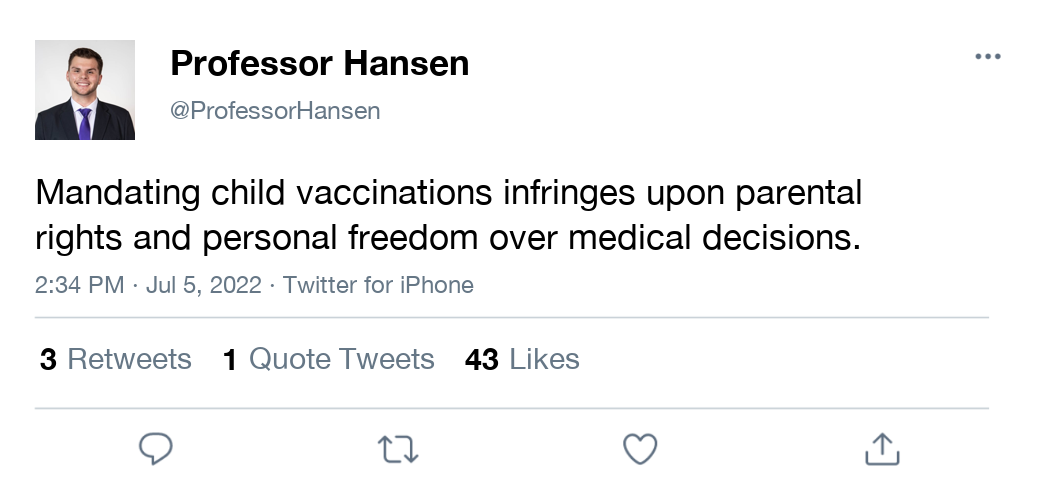 Professor Hansen
@ProfessorHansen
Mandating child vaccinations infringes upon parental
rights and personal freedom over medical decisions.
2:34 PM · Jul 5, 2022 · Twitter for iPhone
3 Retweets 1 Quote Tweets 43 Likes